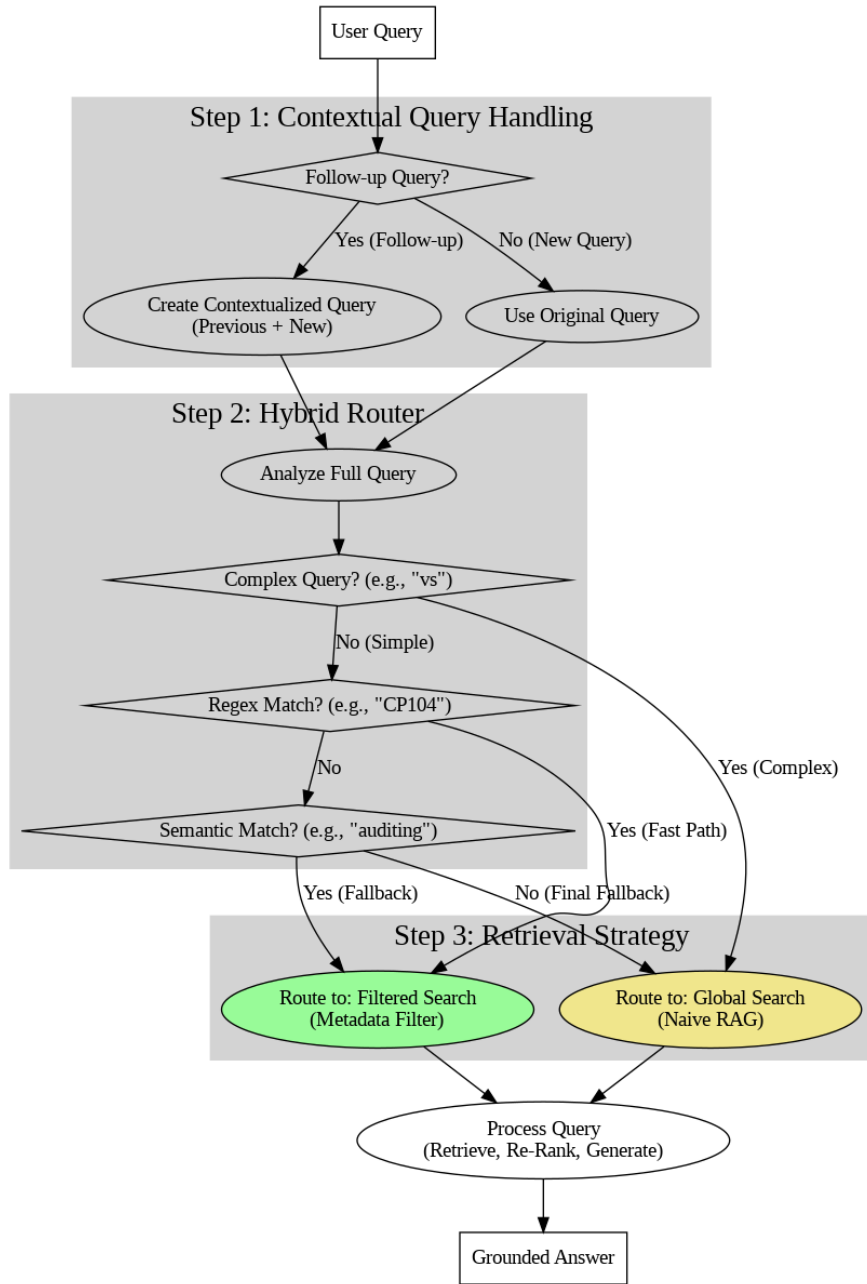 User Query
Step 1: Contextual Query Handling
Follow-up Query?
Yes (Follow-up)
No (New Query)
Create Contextualized Query
(Previous + New)
Use Original Query
Step 2: Hybrid Router
Analyze Full Query
Complex Query? (e.g., "vs")
No (Simple)
Regex Match? (e.g., "CP104")
No
Yes (Complex)
Semantic Match? (e.g., "auditing")
Yes (Fast Path)
Yes (Fallback)
No (Final Fallback)
Step 3: Retrieval Strategy
Route to: Filtered Search
(Metadata Filter)
Route to: Global Search
(Naive RAG)
Process Query
(Retrieve, Re-Rank, Generate)
Grounded Answer